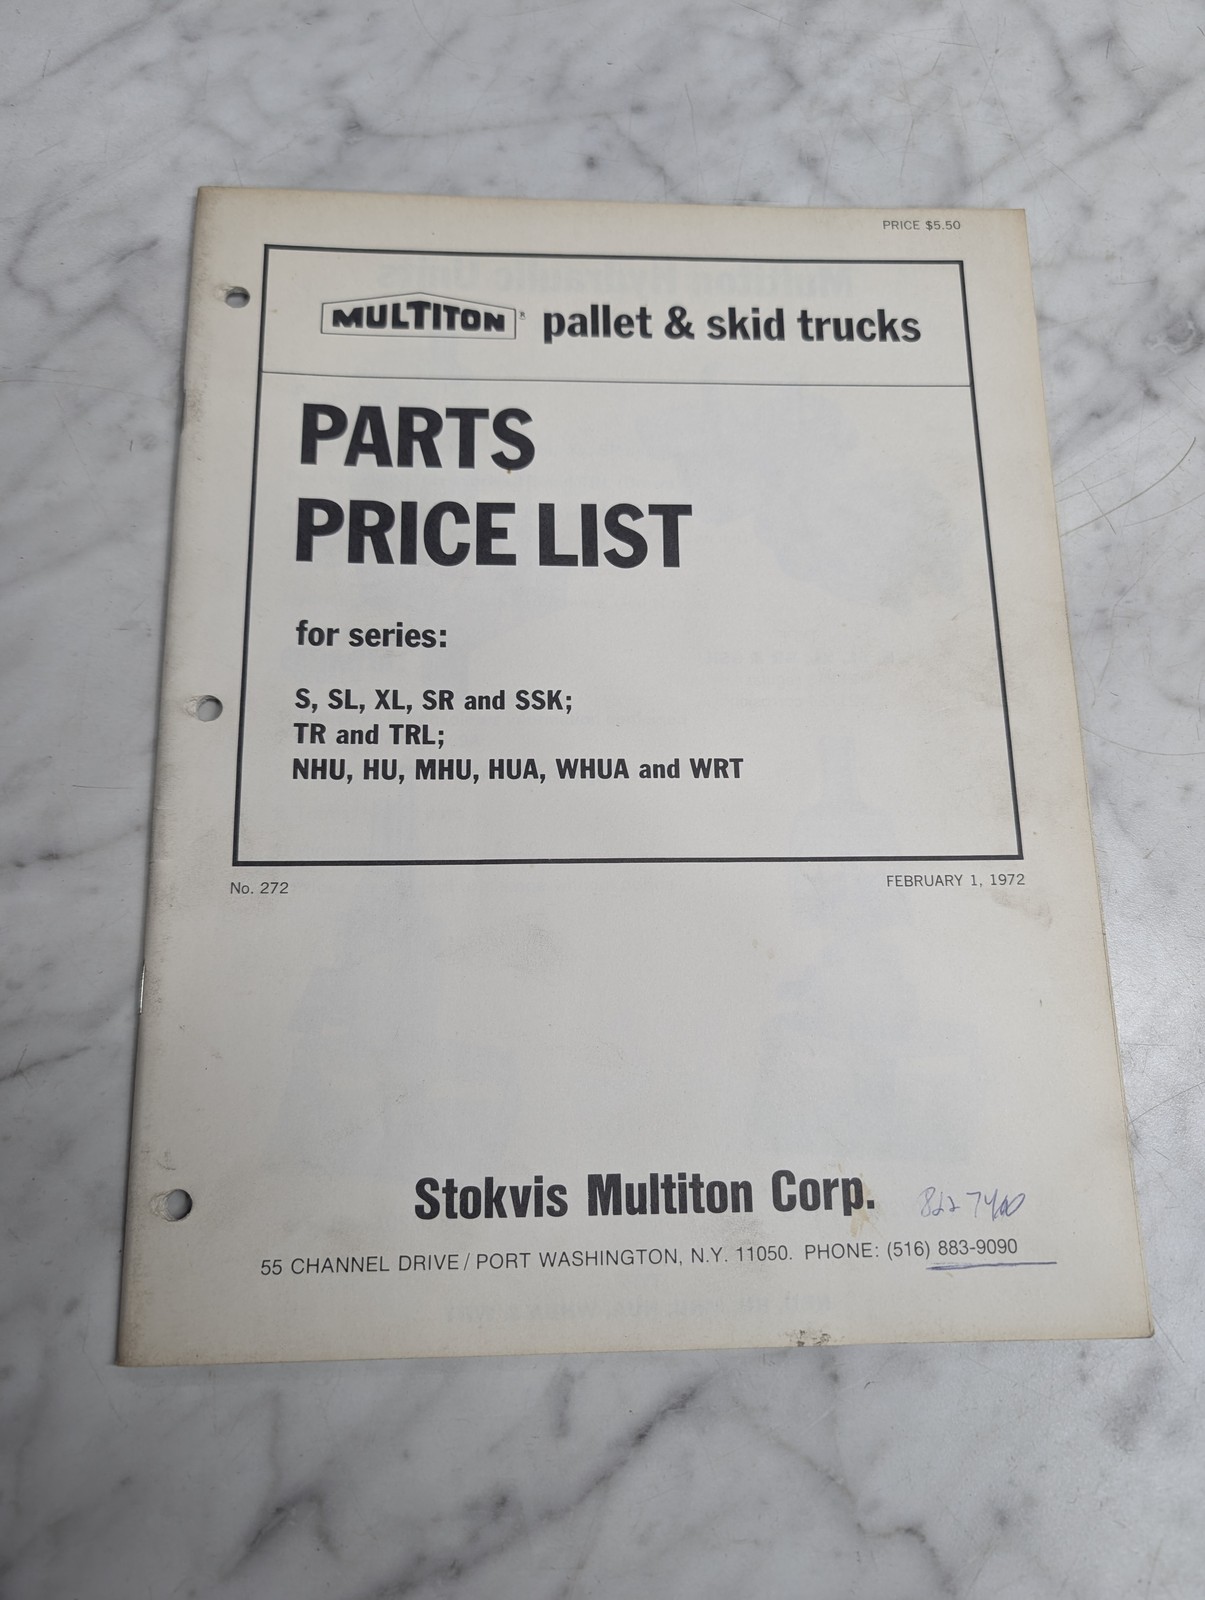 PRICE $5.50
MULTITON® pallet & skid trucks
PARTS
PRICE LIST
for series:
S, SL, XL, SR and SSK;
TR and TRL;
NHU, HU, MHU, HUA, WHUA and WRT
No. 272
FEBRUARY 1, 1972
Stokvis Multiton Corp.
55 CHANNEL DRIVE / PORT WASHINGTON, N.Y. 11050. PHONE: (516) 883-9090